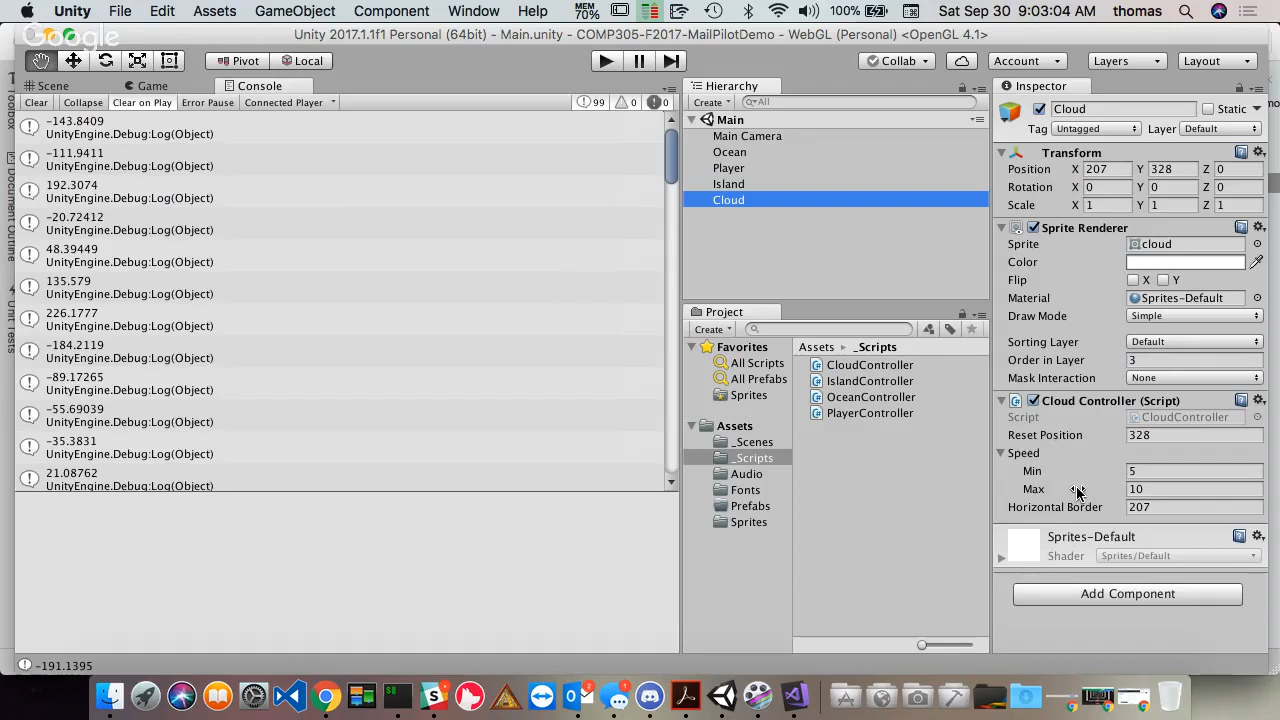 Unity File Edit Assets GameObject Component Window Help MEM 70% 100% Sat Sep 30 9:03:04 AM thomas
Google
Unity 2017.1.1f1 Personal (64bit) - Main.unity - COMP305-F2017-MailPilot - WebGL (Personal) <OpenGL 4.1>
Pivot Local Collab Account Layers Layout
Scene Game Console
Clear Collapse Clear on Play Error Pause Connected Player 99 0 0
-143.8409
UnityEngine.Debug:Log(Object)
-111.9411
UnityEngine.Debug:Log(Object)
192.3074
UnityEngine.Debug:Log(Object)
-20.72412
UnityEngine.Debug:Log(Object)
48.39449
UnityEngine.Debug:Log(Object)
135.579
UnityEngine.Debug:Log(Object)
226.1777
UnityEngine.Debug:Log(Object)
-184.2119
UnityEngine.Debug:Log(Object)
-89.17265
UnityEngine.Debug:Log(Object)
-55.69039
UnityEngine.Debug:Log(Object)
-35.3831
UnityEngine.Debug:Log(Object)
21.08762
UnityEngine.Debug:Log(Object)
-191.1395
Document Outline
Unit Tests
Hierarchy
Create All
Main
Main Camera
Ocean
Player
Island
Cloud
Project
Create
Favorites
All Scripts
All Prefabs
Sprites
Assets
_Scenes
_Scripts
Audio
Fonts
Prefabs
Sprites
Assets _Scripts
CloudController
IslandController
OceanController
PlayerController
Inspector
Cloud Static
Tag Untagged Layer Default
Transform
Position X 207 Y 328 Z 0
Rotation X 0 Y 0 Z 0
Scale X 1 Y 1 Z 1
Sprite Renderer
Sprite cloud
Color
Flip X Y
Material Sprites-Default
Draw Mode Simple
Sorting Layer Default
Order in Layer 3
Mask Interaction None
Cloud Controller (Script)
Script CloudController
Reset Position 328
Speed
Min 5
Max 10
Horizontal Border 207
Sprites-Default
Shader Sprites/Default
Add Component